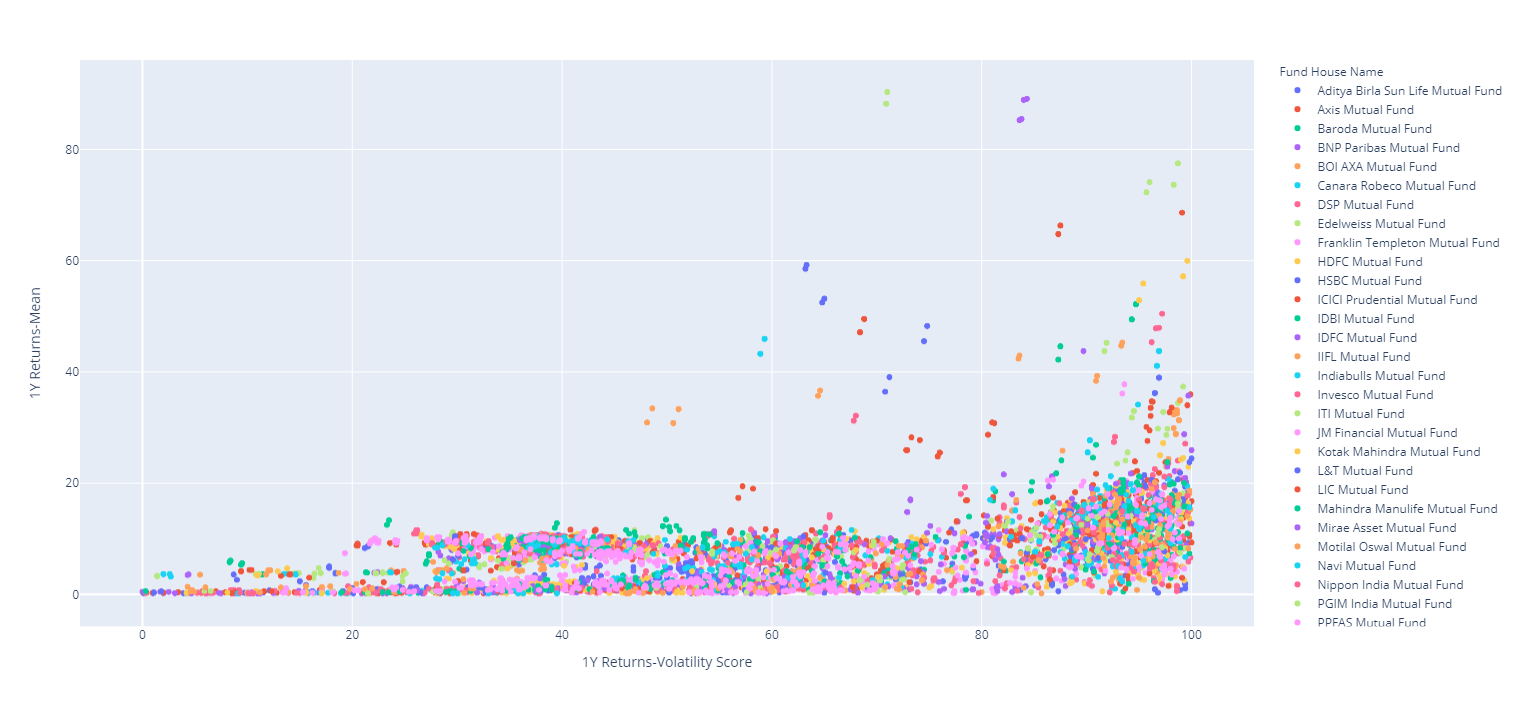 Fund House Name
Aditya Birla Sun Life Mutual Fund
Axis Mutual Fund
Baroda Mutual Fund
BNP Paribas Mutual Fund
BOI AXA Mutual Fund
Canara Robeco Mutual Fund
DSP Mutual Fund
Edelweiss Mutual Fund
Franklin Templeton Mutual Fund
HDFC Mutual Fund
HSBC Mutual Fund
ICICI Prudential Mutual Fund
IDBI Mutual Fund
IDFC Mutual Fund
IIFL Mutual Fund
Indiabulls Mutual Fund
Invesco Mutual Fund
ITI Mutual Fund
JM Financial Mutual Fund
Kotak Mahindra Mutual Fund
L&T Mutual Fund
LIC Mutual Fund
Mahindra Manulife Mutual Fund
Mirae Asset Mutual Fund
Motilal Oswal Mutual Fund
Navi Mutual Fund
Nippon India Mutual Fund
PGIM India Mutual Fund
PPFAS Mutual Fund
80
60
40
20
0
1Y Returns-Mean
0 20 40 60 80 100
1Y Returns-Volatility Score